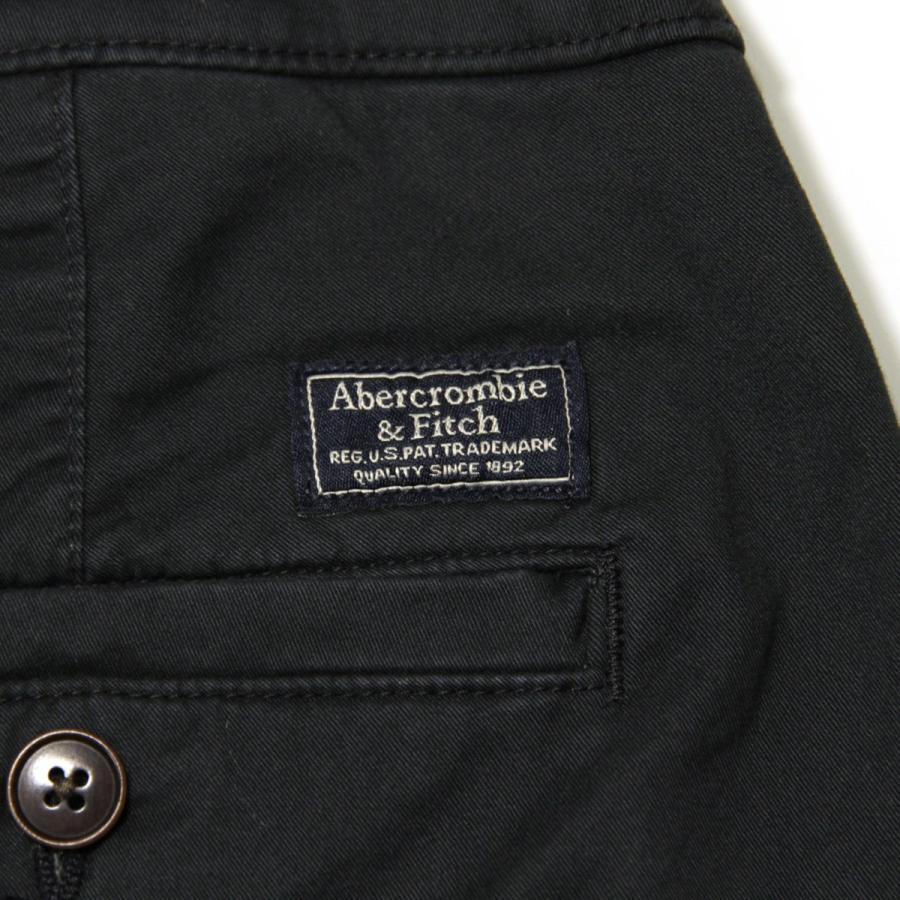 Abercrombie
& Fitch
REG. U.S. PAT. TRADEMARK
QUALITY SINCE 1892